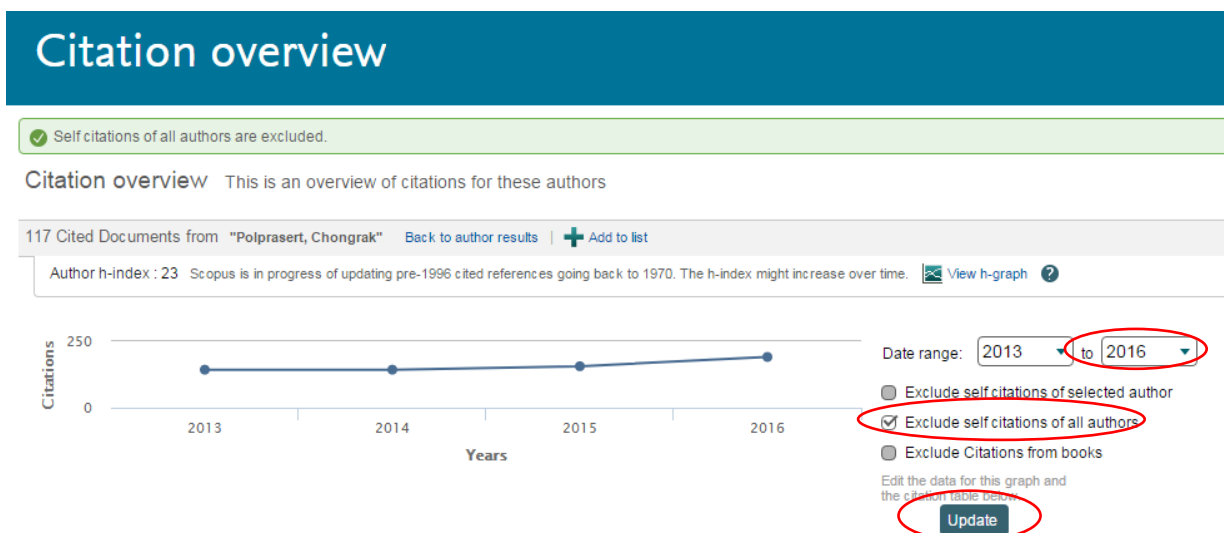 Citation overview
Self citations of all authors are excluded.
Citation overview This is an overview of citations for these authors
117 Cited Documents from "Polprasert, Chongrak" Back to author results | Add to list
Author h-index : 23 Scopus is in progress of updating pre-1996 cited references going back to 1970. The h-index might increase over time. View h-graph ?
Citations
250
0
2013 2014 2015 2016
Years
Date range: 2013 to 2016
Exclude self citations of selected author
Exclude self citations of all authors
Exclude Citations from books
Edit the data for this graph and
the citation table below
Update